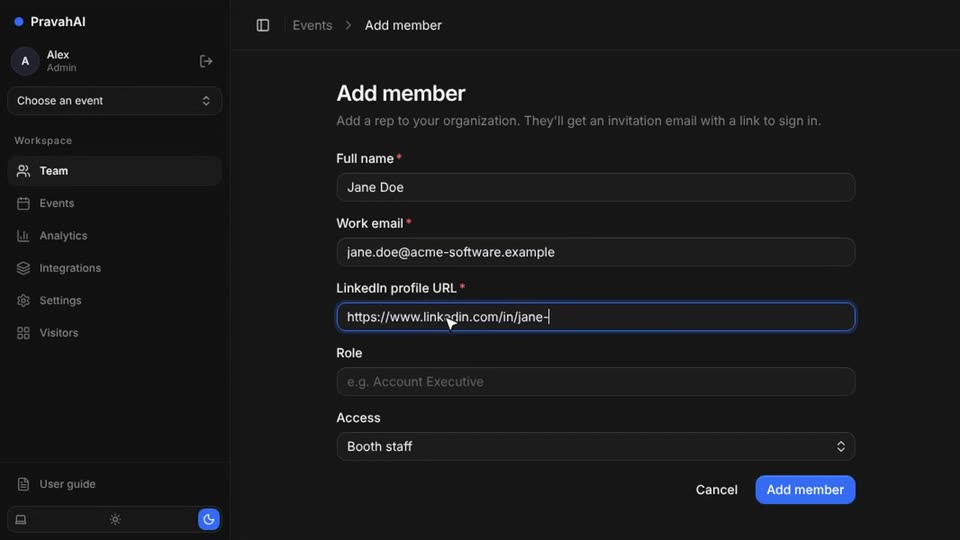 PravahAI
A
Alex
Admin
Choose an event
Workspace
Team
Events
Analytics
Integrations
Settings
Visitors
User guide
Events > Add member
Add member
Add a rep to your organization. They'll get an invitation email with a link to sign in.
Full name*
Jane Doe
Work email*
jane.doe@acme-software.example
LinkedIn profile URL*
https://www.linkedin.com/in/jane-
Role
e.g. Account Executive
Access
Booth staff
Cancel
Add member